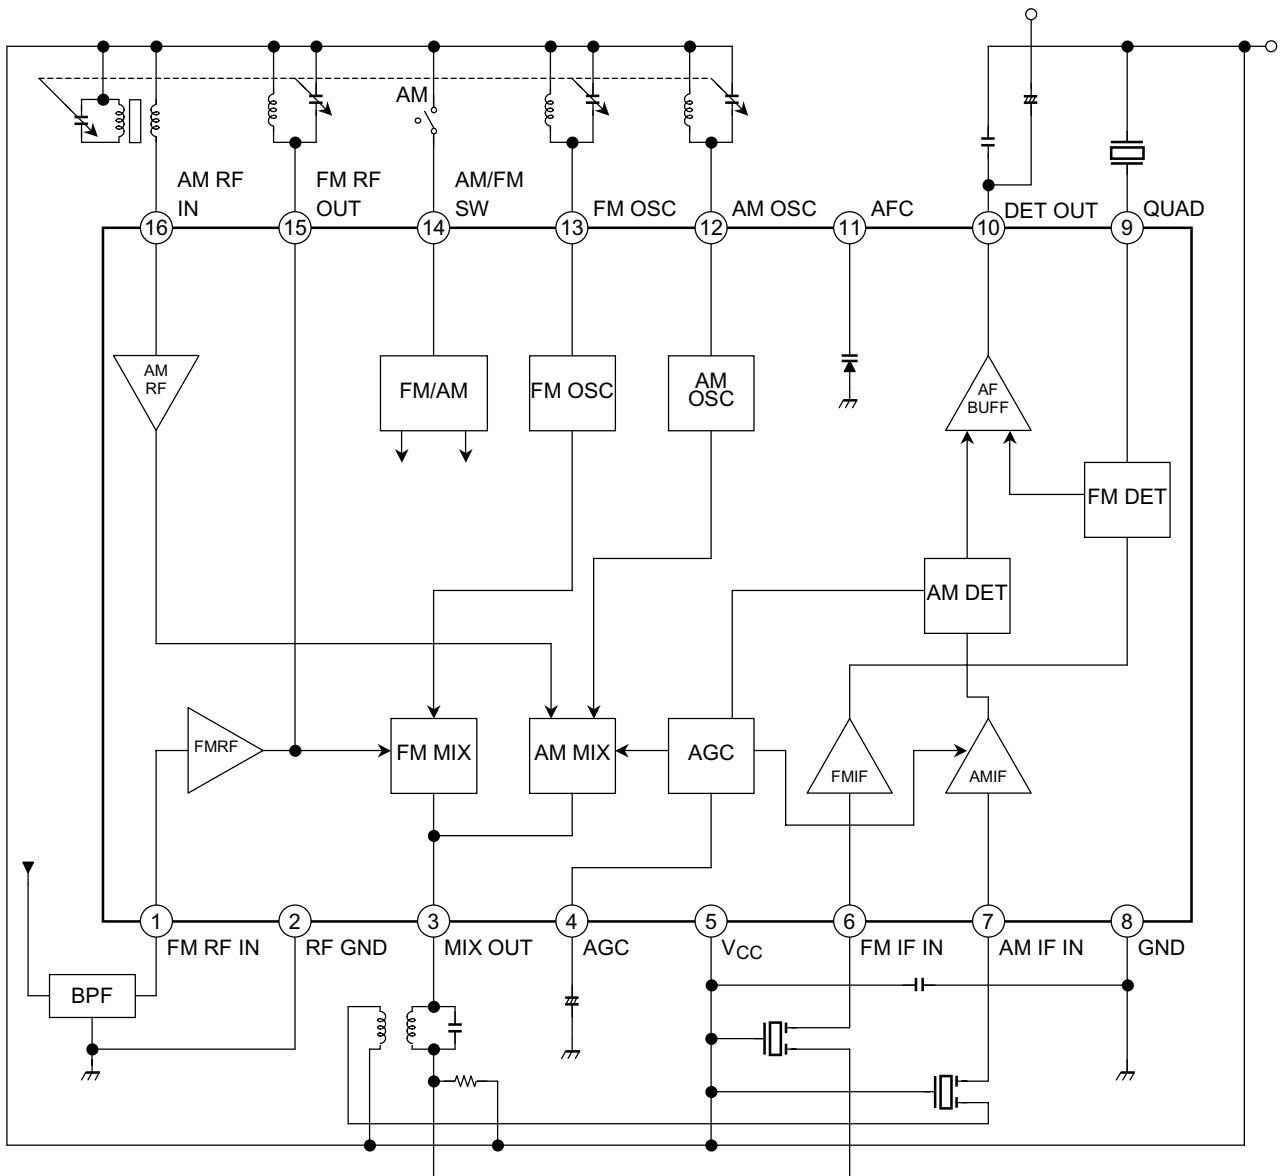 AM
AM RF
IN
FM RF
OUT
AM/FM
SW
FM OSC
AM OSC
AFC
DET OUT
QUAD
16
15
14
13
12
11
10
9
AM
RF
FM/AM
FM OSC
AM
OSC
AF
BUFF
FM DET
AM DET
FMRF
FM MIX
AM MIX
AGC
FMIF
AMIF
1
2
3
4
5
6
7
8
FM RF IN
RF GND
MIX OUT
AGC
VCC
FM IF IN
AM IF IN
GND
BPF